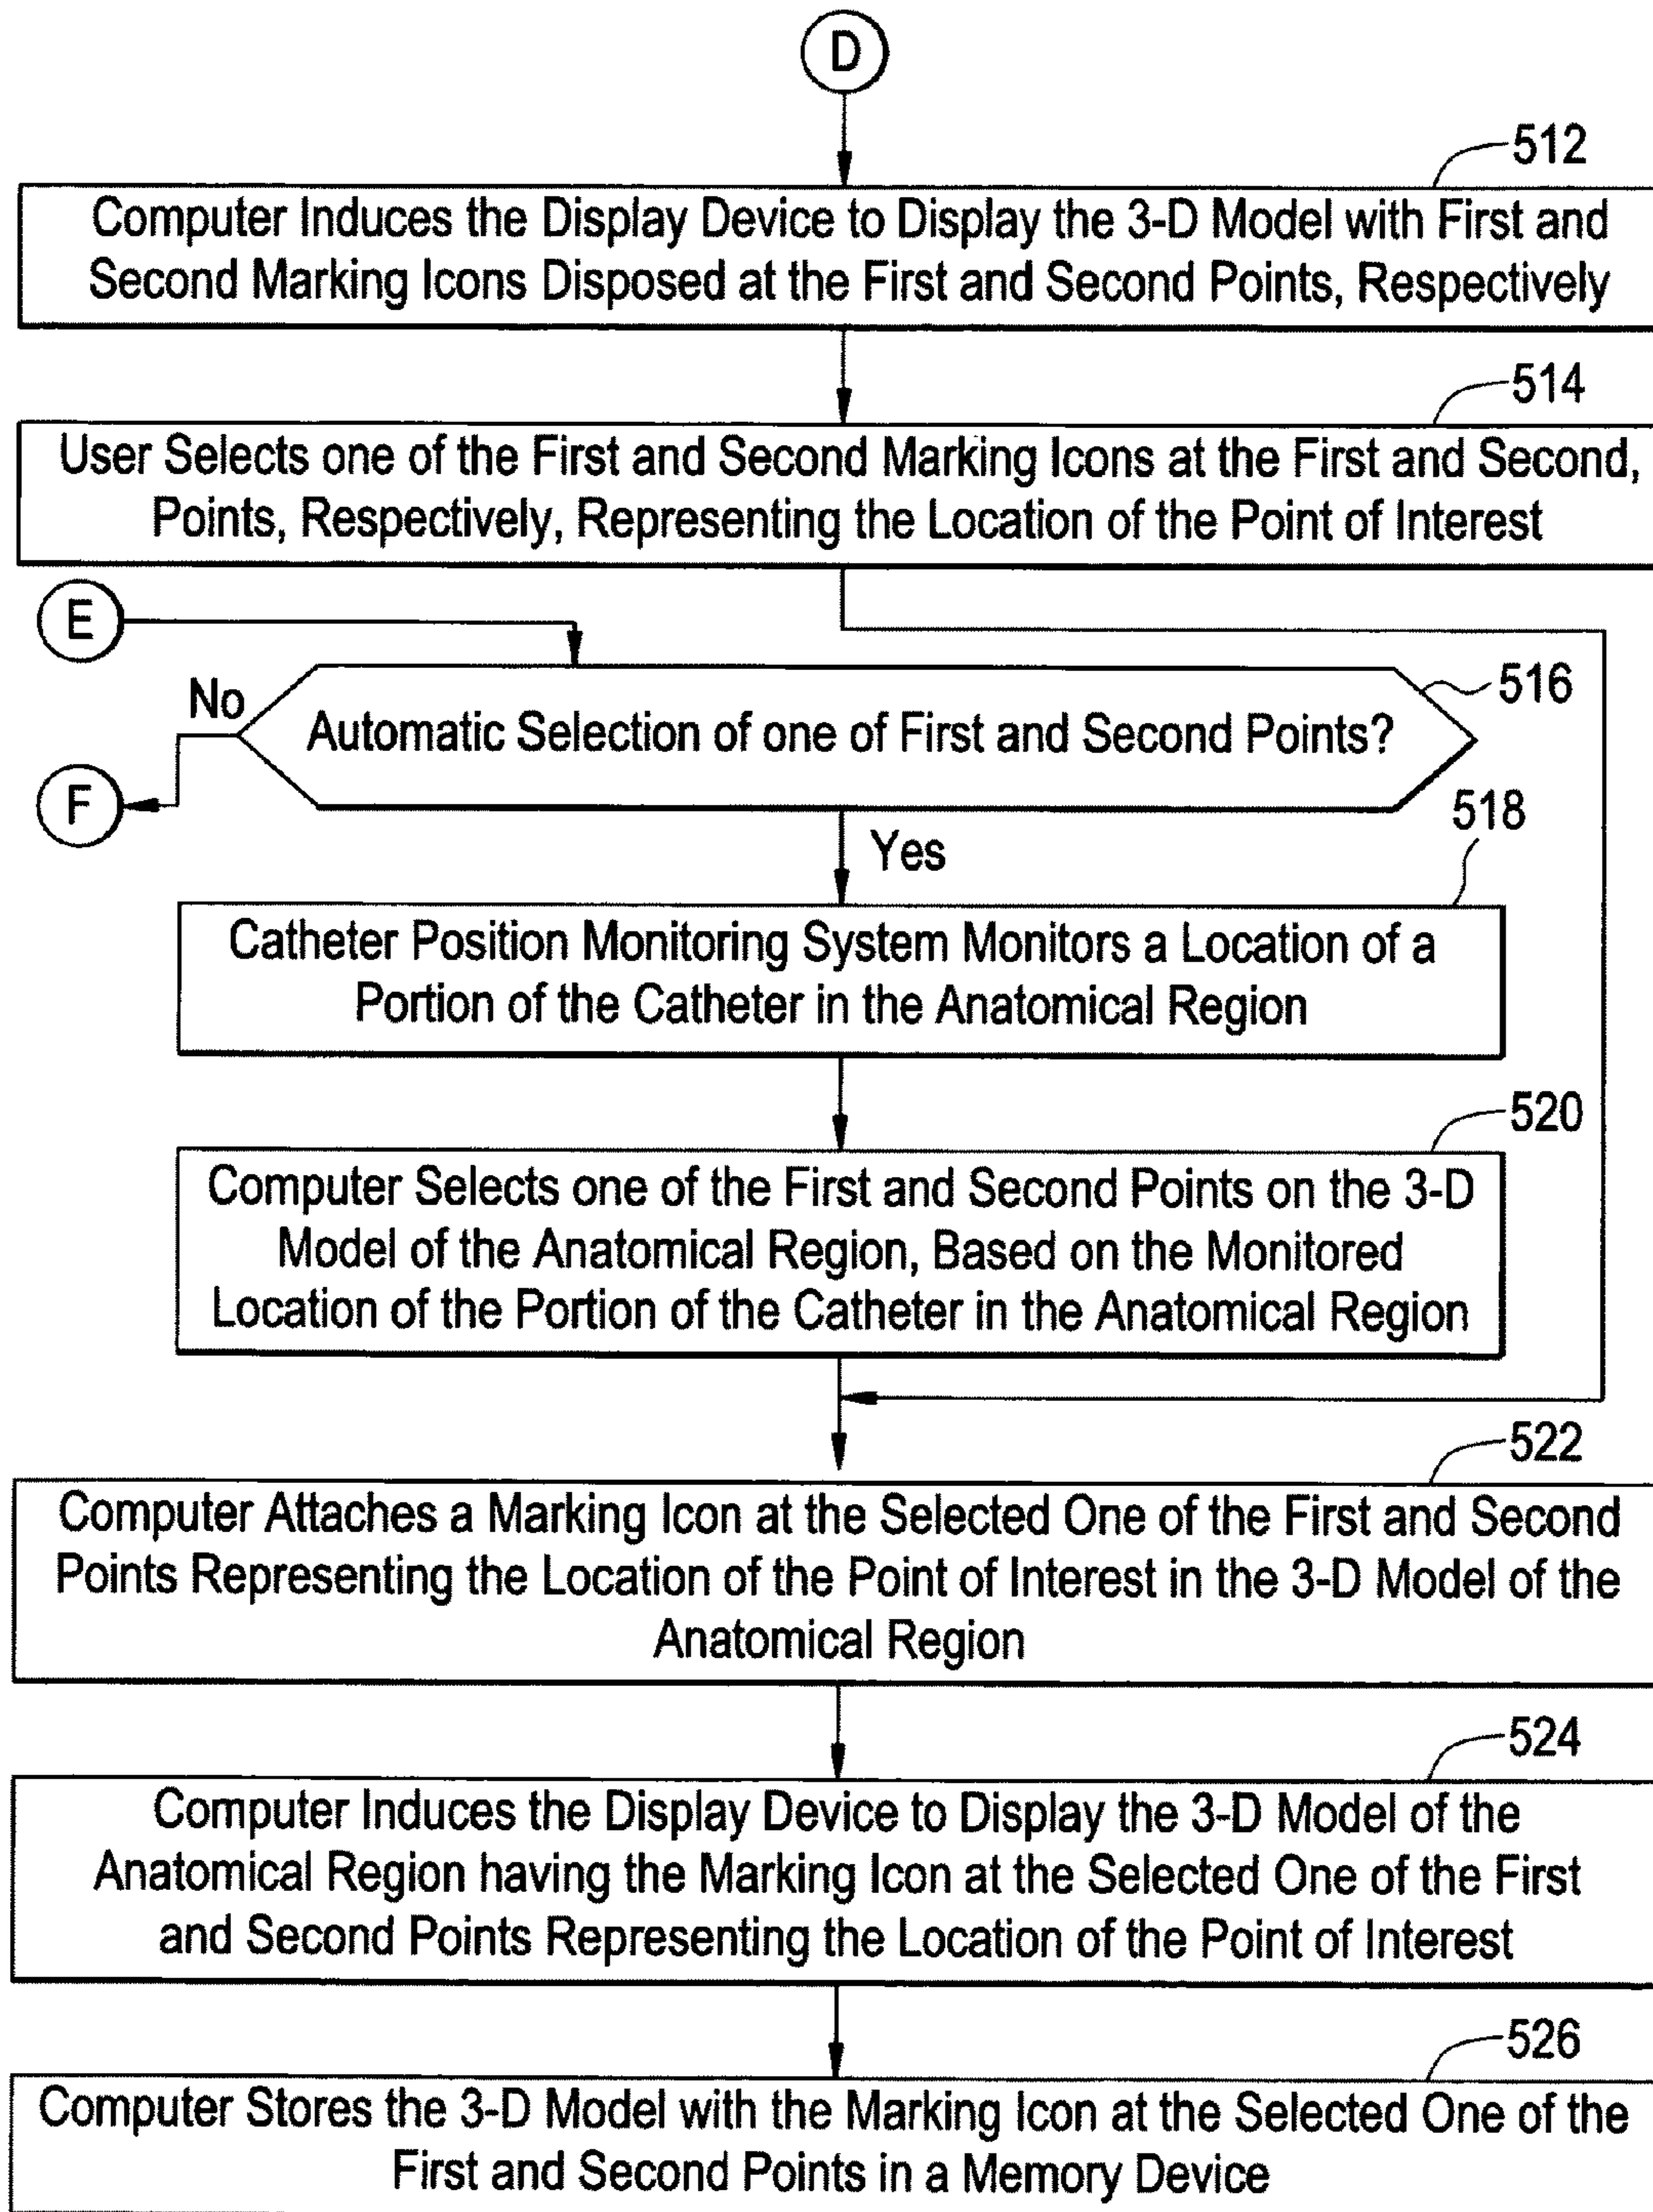 D
512
Computer Induces the Display Device to Display the 3-D Model with First and
Second Marking Icons Disposed at the First and Second Points, Respectively
514
User Selects one of the First and Second Marking Icons at the First and Second,
Points, Respectively, Representing the Location of the Point of Interest
E
516
No
Automatic Selection of one of First and Second Points?
F
518
Yes
Catheter Position Monitoring System Monitors a Location of a
Portion of the Catheter in the Anatomical Region
520
Computer Selects one of the First and Second Points on the 3-D
Model of the Anatomical Region, Based on the Monitored
Location of the Portion of the Catheter in the Anatomical Region
522
Computer Attaches a Marking Icon at the Selected One of the First and Second
Points Representing the Location of the Point of Interest in the 3-D Model of the
Anatomical Region
524
Computer Induces the Display Device to Display the 3-D Model of the
Anatomical Region having the Marking Icon at the Selected One of the First
and Second Points Representing the Location of the Point of Interest
526
Computer Stores the 3-D Model with the Marking Icon at the Selected One of the
First and Second Points in a Memory Device